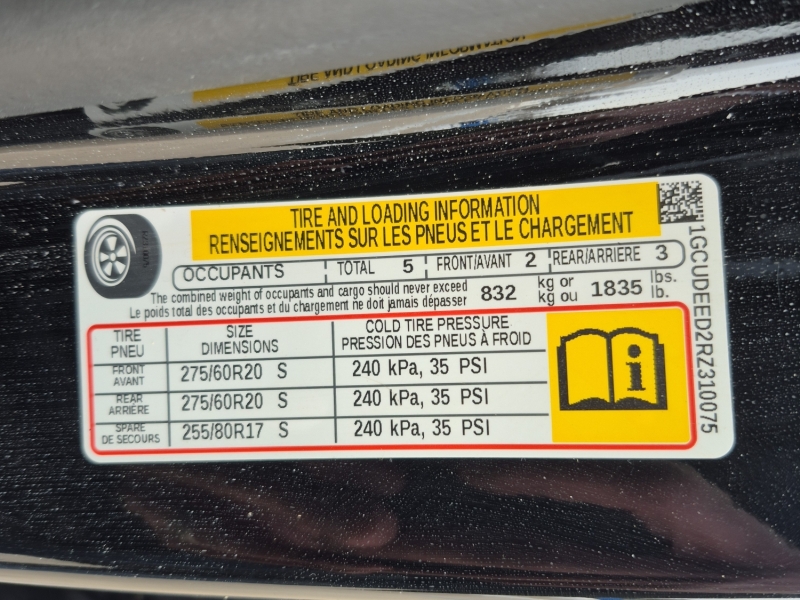 TIRE AND LOADING INFORMATION
RENSEIGNEMENTS SUR LES PNEUS ET LE CHARGEMENT
OCCUPANTS TOTAL 5 FRONT/AVANT 2 REAR/ARRIÈRE 3
The combined weight of occupants and cargo should never exceed 832 kg or 1835 lbs.
Le poids total des occupants et du chargement ne doit jamais dépasser kg ou lb.
TIRE SIZE COLD TIRE PRESSURE
PNEU DIMENSIONS PRESSION DES PNEUS À FROID
FRONT
AVANT 275/60R20 S 240 kPa, 35 PSI
REAR
ARRIÈRE 275/60R20 S 240 kPa, 35 PSI
SPARE
DE SECOURS 255/80R17 S 240 kPa, 35 PSI
1GCUDEED2RZ310075